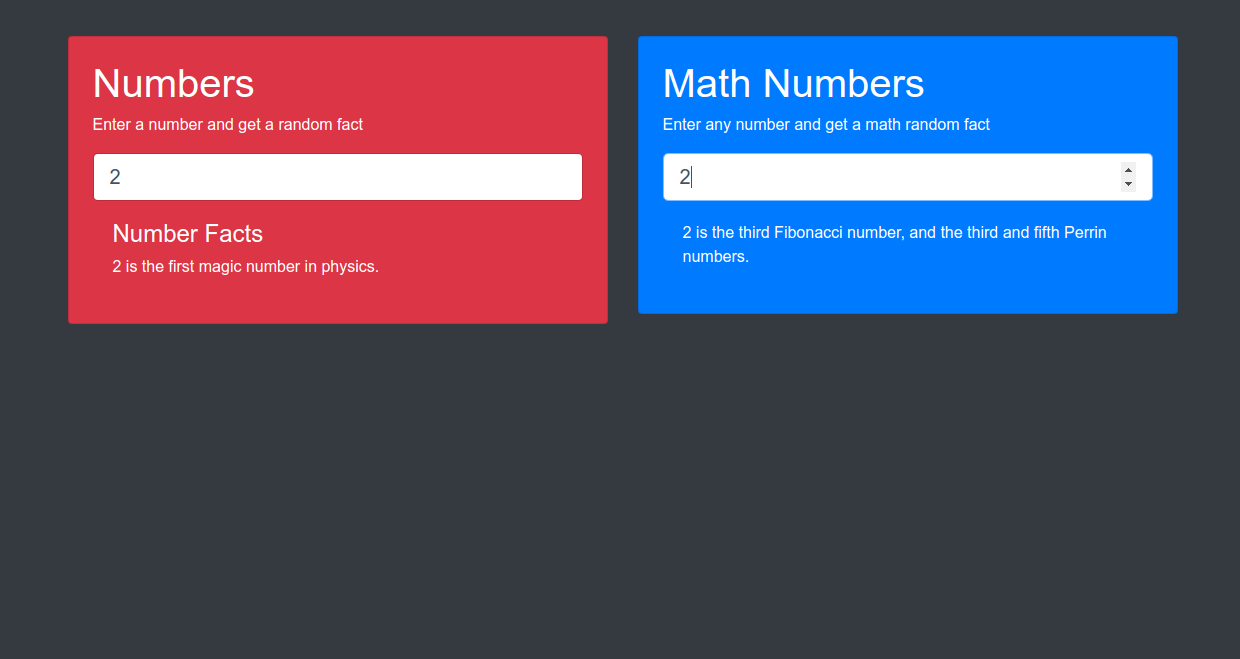 Numbers
Enter a number and get a random fact
2
Number Facts
2 is the first magic number in physics.
Math Numbers
Enter any number and get a math random fact
2
2 is the third Fibonacci number, and the third and fifth Perrin
numbers.